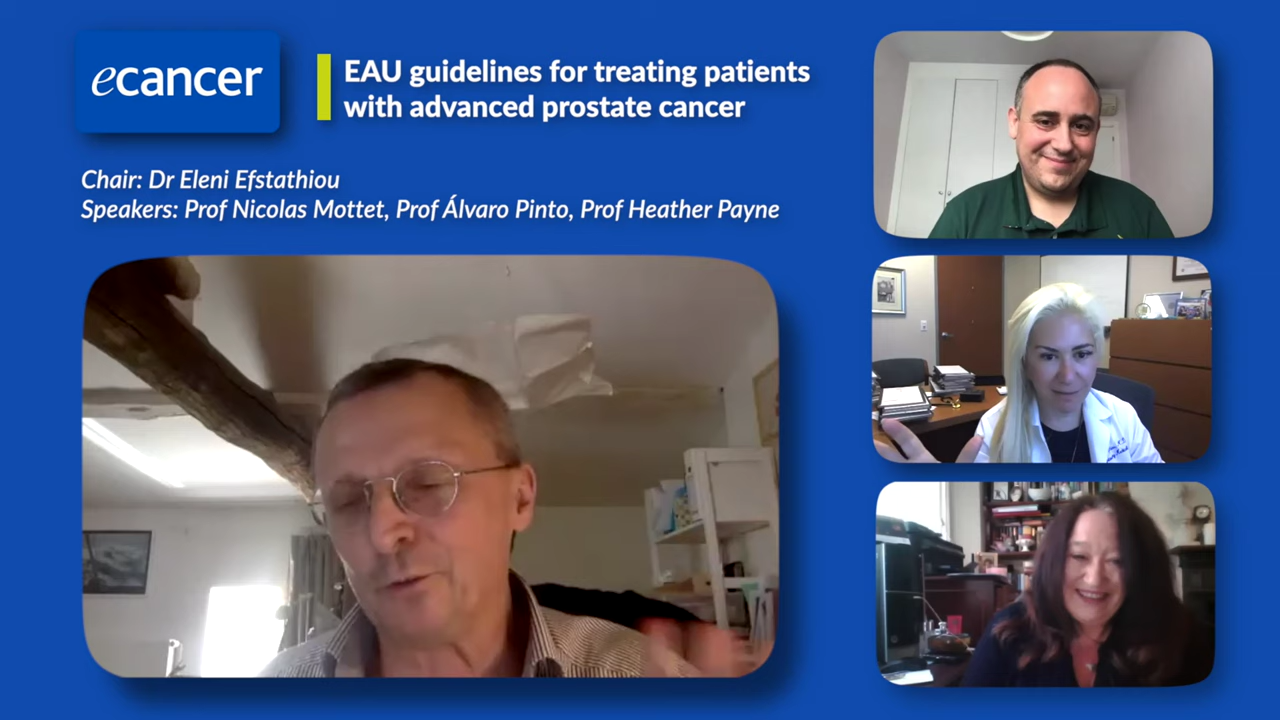 ecancer
EAU guidelines for treating patients
with advanced prostate cancer
Chair: Dr Eleni Efstathiou
Speakers: Prof Nicolas Mottet, Prof Álvaro Pinto, Prof Heather Payne